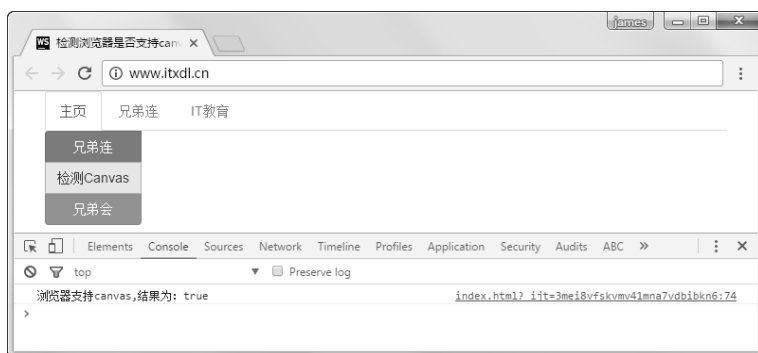 james
WS 检测浏览器是否支持can
www.itxdl.cn
主页 兄弟连 IT教育
兄弟连
检测Canvas
兄弟会
Elements Console Sources Network Timeline Profiles Application Security Audits ABC »
top Preserve log
浏览器支持canvas,结果为: true index.html?_ijt=3mei8vfskvmv41mna7vdbibkn6:74
>